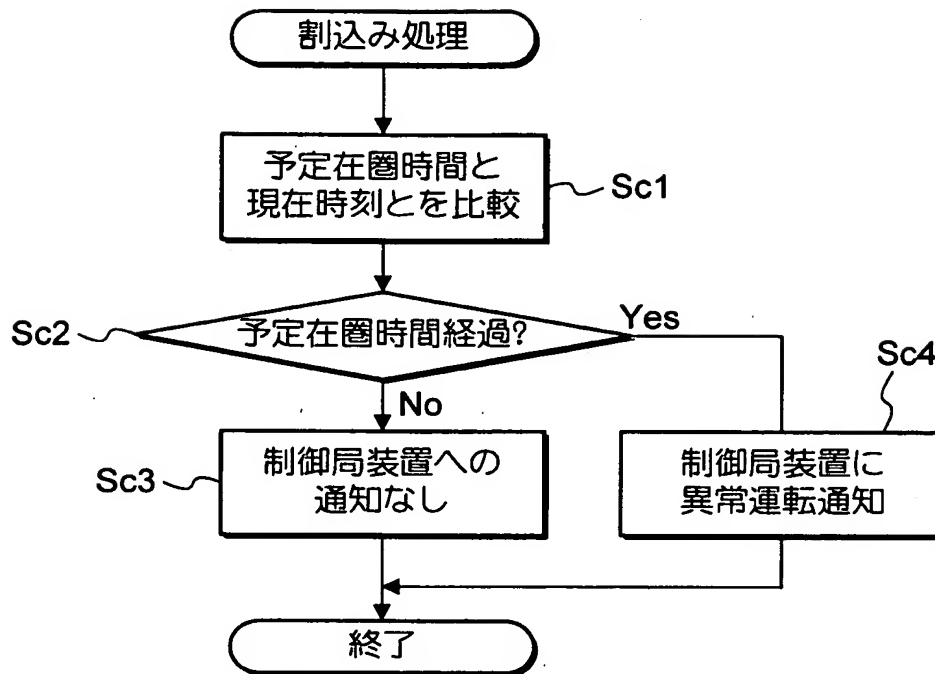 割込み処理
予定在圏時間と
現在時刻とを比較
Sc1
Sc2
予定在圏時間経過?
Yes
Sc4
No
Sc3
制御局装置への
通知なし
制御局装置に
異常運転通知
終了